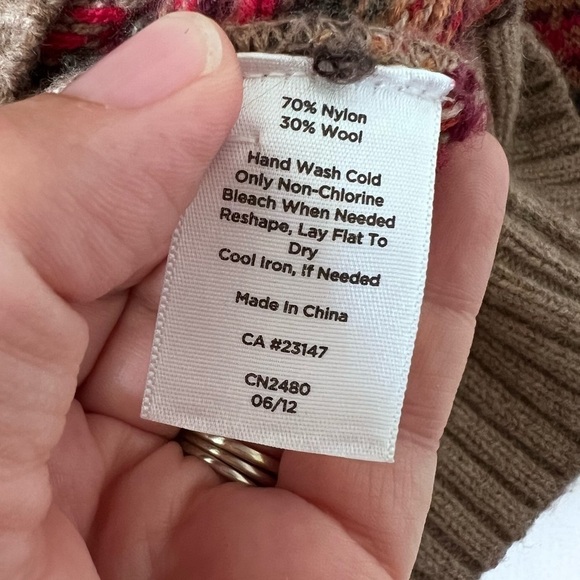 70% Nylon
30% Wool
Hand Wash Cold
Only Non-Chlorine
Bleach When Needed
Reshape, Lay Flat To
Dry
Cool Iron, If Needed
Made In China
CA #23147
CN2480
06/12